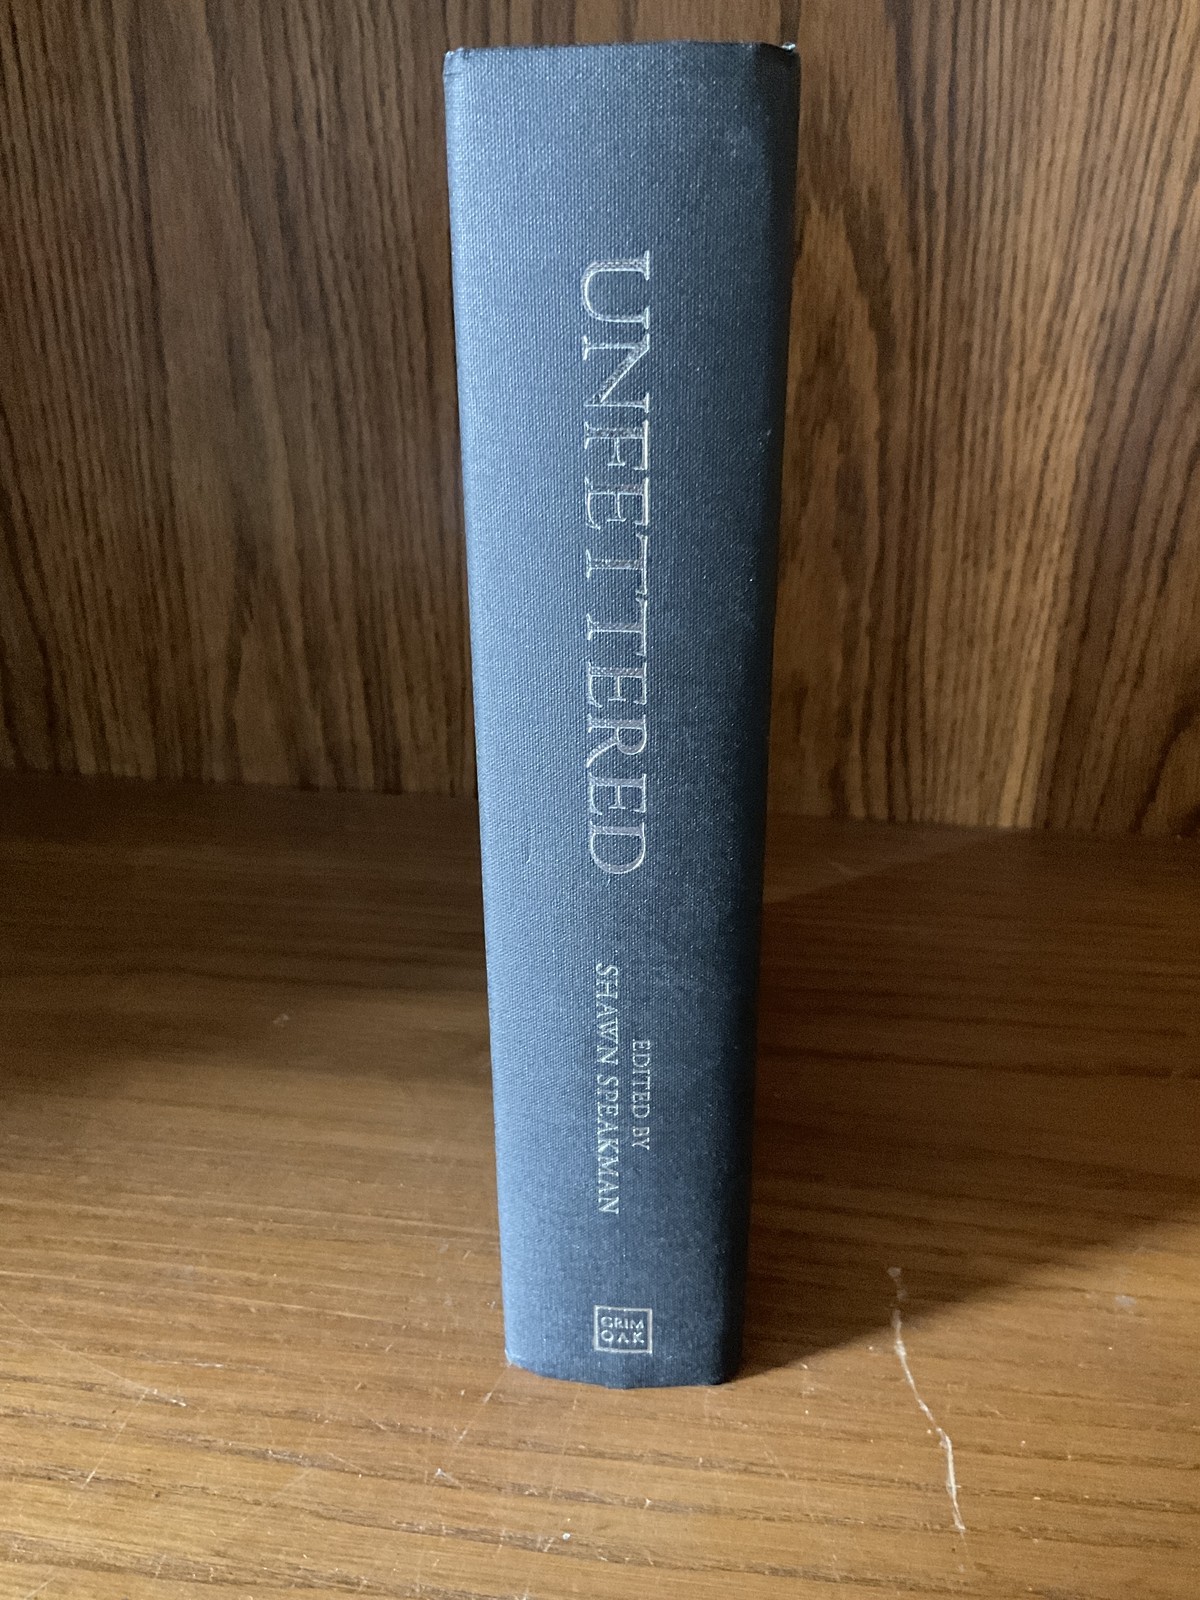 UNFETTERED
EDITED BY
SHAWN SPEAKMAN
GRIM
OAK